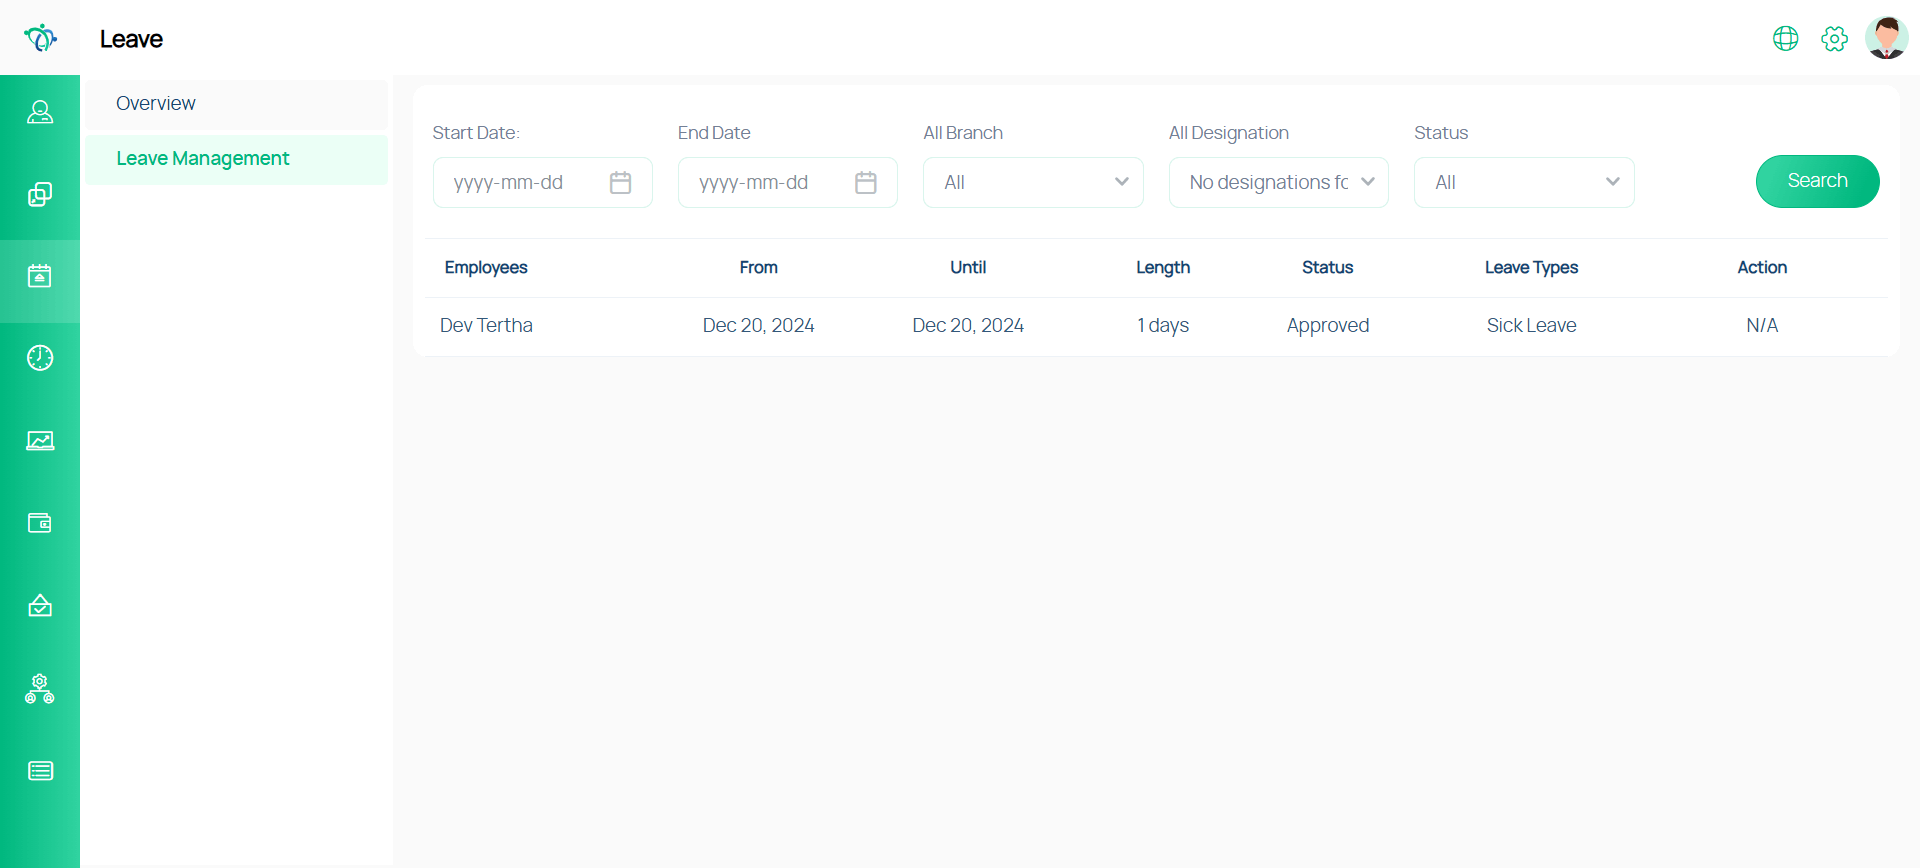 Leave
Overview
Leave Management
Start Date: End Date All Branch All Designation Status
yyyy-mm-dd yyyy-mm-dd All No designations fc All Search
Employees From Until Length Status Leave Types Action
Dev Tertha Dec 20, 2024 Dec 20, 2024 1 days Approved Sick Leave N/A